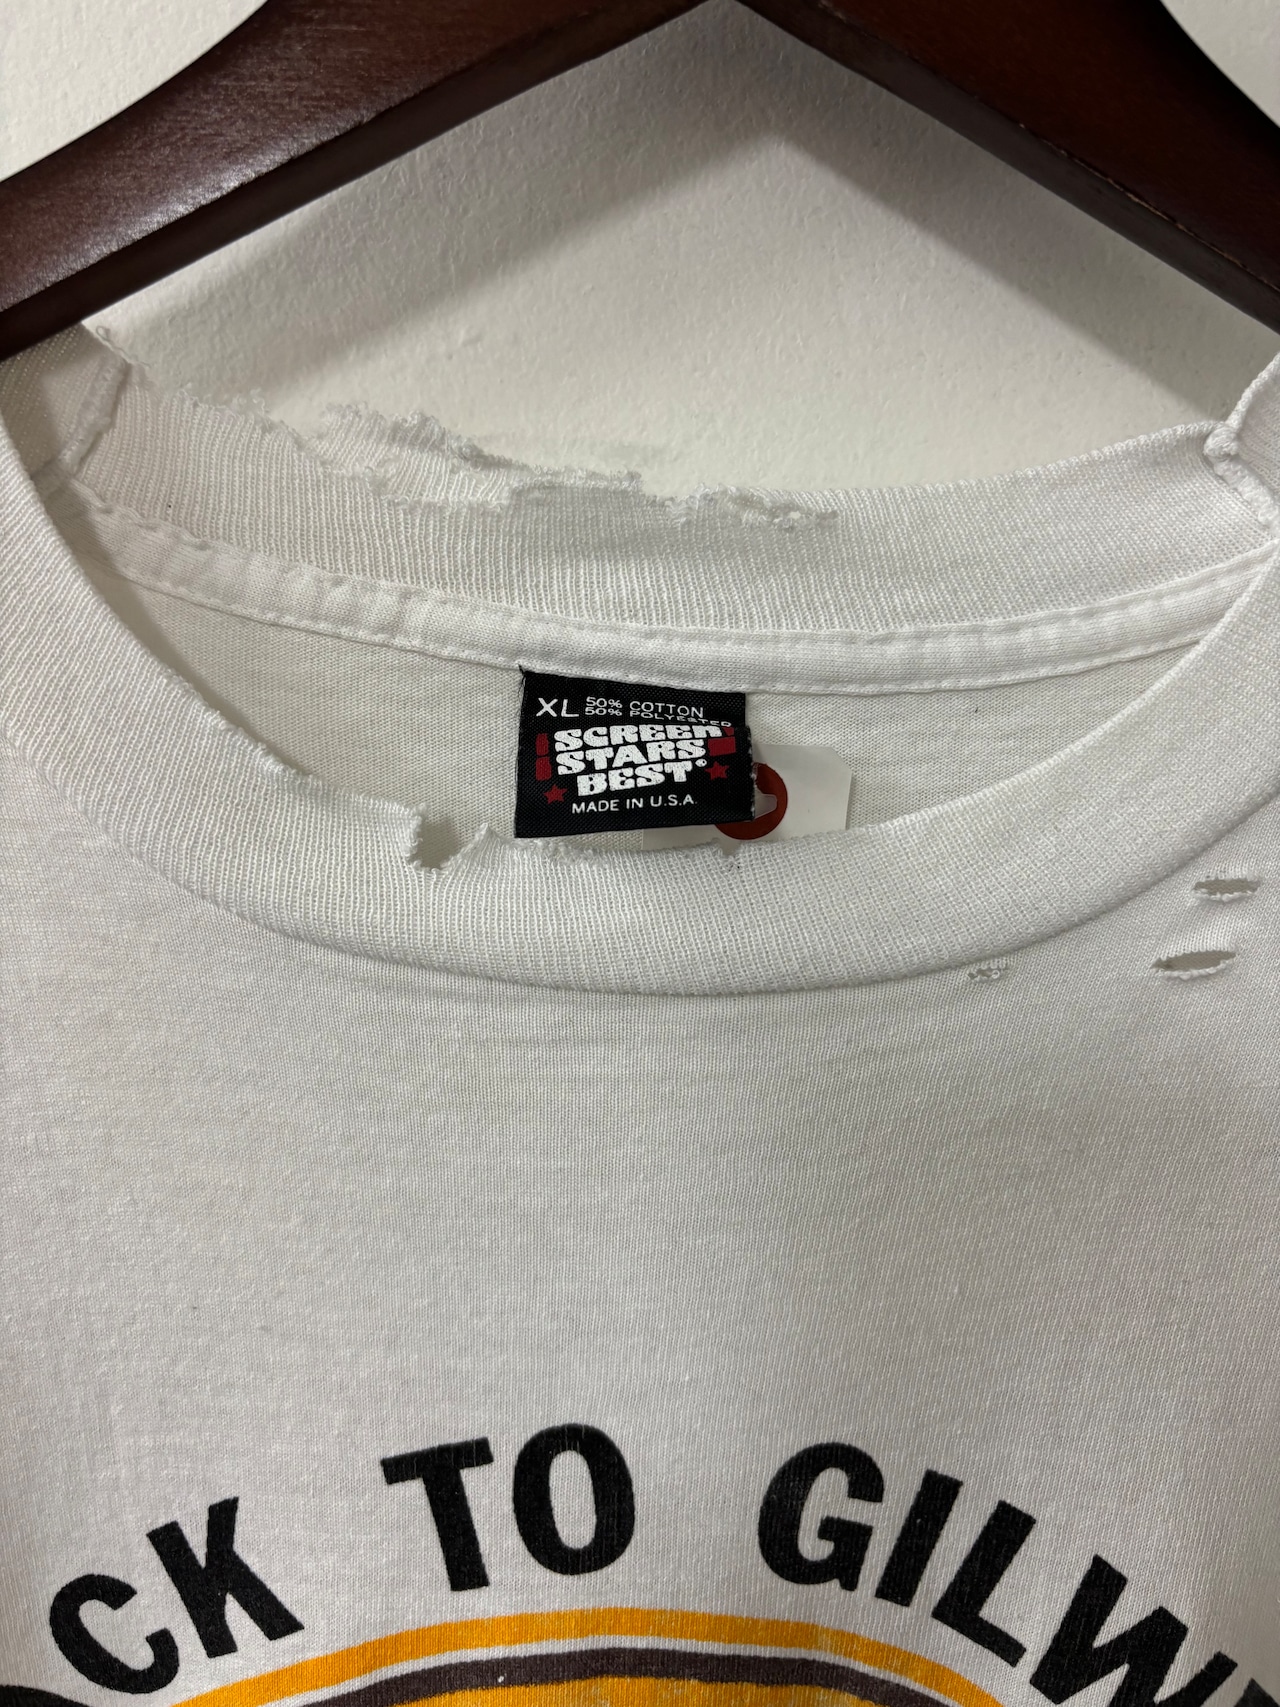 XL 50% COTTON
50% POLYESTER
SCREEN
STARS
BEST®
MADE IN U.S.A.
CK TO GILW